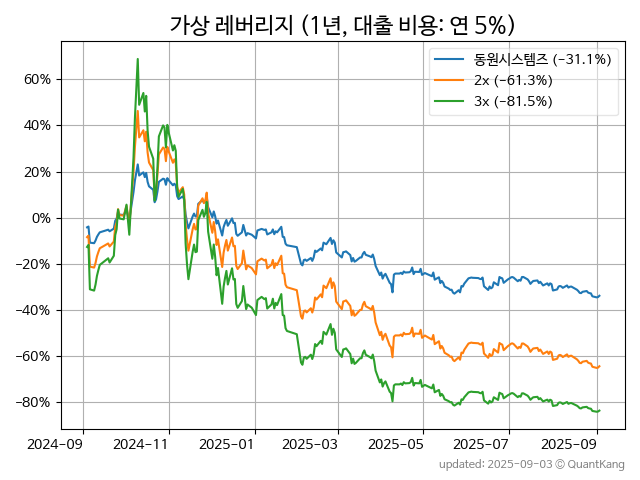 가상 레버리지 (1년, 대출 비용: 연 5%)
동원시스템즈 (-31.1%)
2x (-61.3%)
3x (-81.5%)
60%
40%
20%
0%
−20%
−40%
−60%
−80%
2024-09 2024-11 2025-01 2025-03 2025-05 2025-07 2025-09
updated: 2025-09-03 © QuantKang